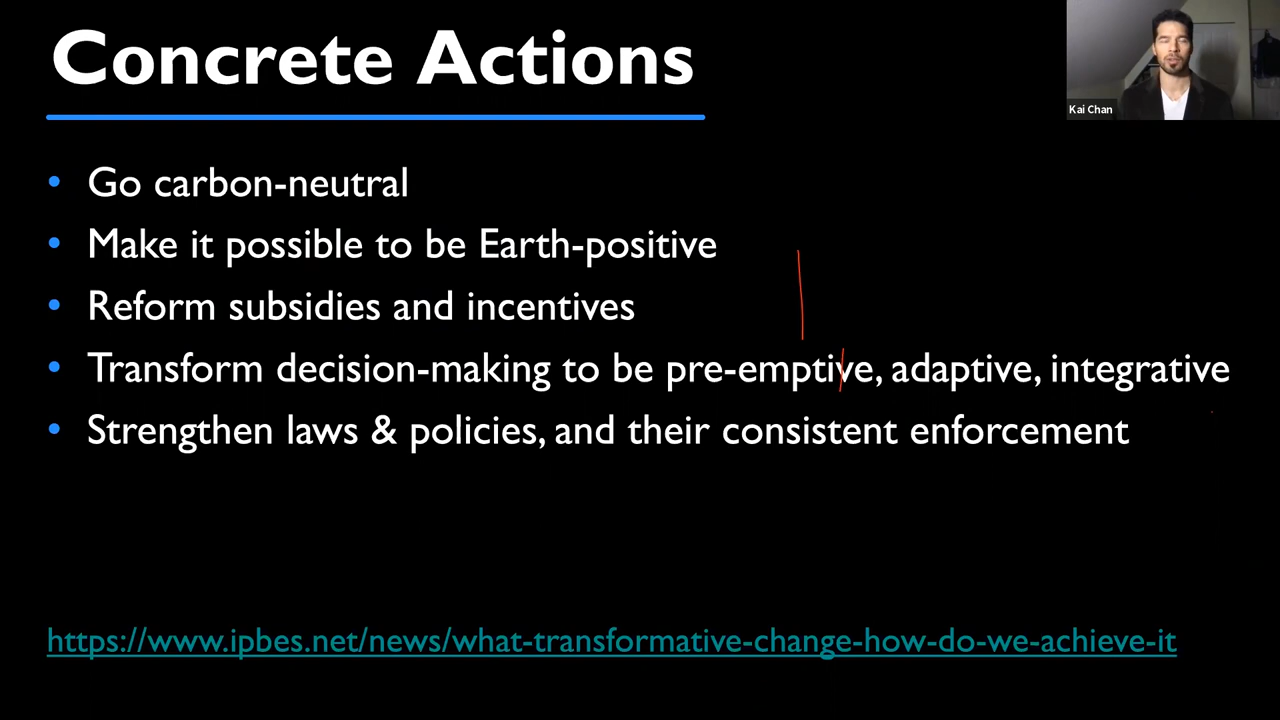 Concrete Actions
Kai Chan
• Go carbon-neutral
• Make it possible to be Earth-positive
• Reform subsidies and incentives
• Transform decision-making to be pre-emptive, adaptive, integrative
• Strengthen laws & policies, and their consistent enforcement
https://www.ipbes.net/news/what-transformative-change-how-do-we-achieve-it